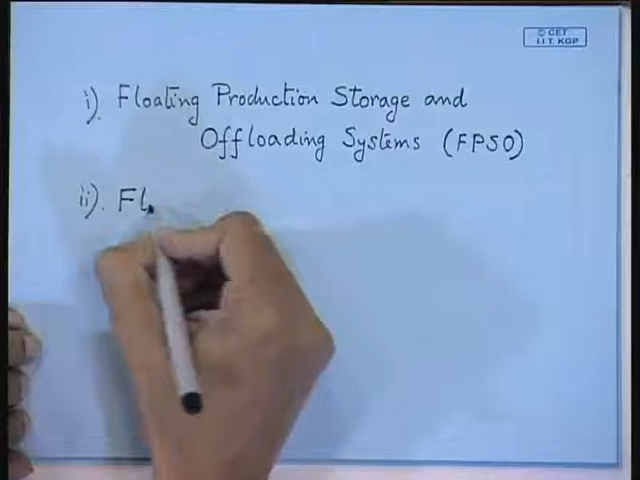 © CET
I.I.T. KGP
i). Floating Production Storage and
Offloading Systems (FPSO)
ii). Fl